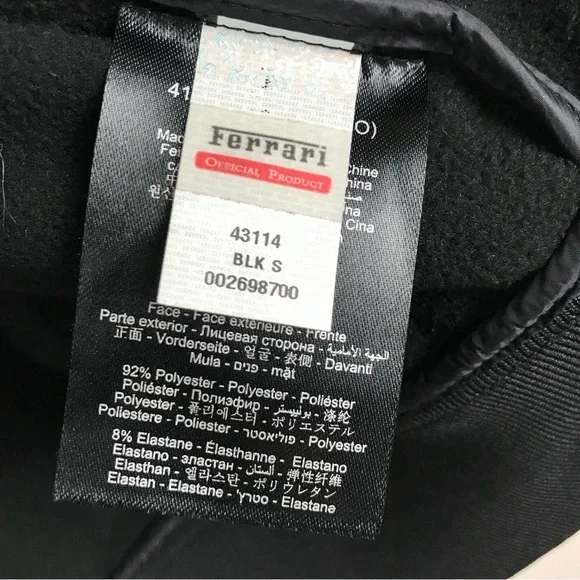 41
O)
Ferrari
OFFICIAL PRODUCT
43114
BLK S
002698700
Face - Face extérieure - Frente
Parte exterior - Лицевая сторона - الجهة الأمامية
正面 - Vorderseite - 얼굴 - 表側 - Davanti
Mula - פנים - mặt
92% Polyester - Polyester - Poliéster
Poliéster - Полиэфир - بوليستر - 涤纶
Polyester - 폴리에스터 - ポリエステル
Poliestere - Poliester - פוליאסטר - Polyester
8% Elastane - Élasthanne - Elastano
Elastano - эластан - الستان - 弹性纤维
Elasthan - 엘라스탄 - ポリウレタン
Elastan - Elastane - סטרץ' - Elastane